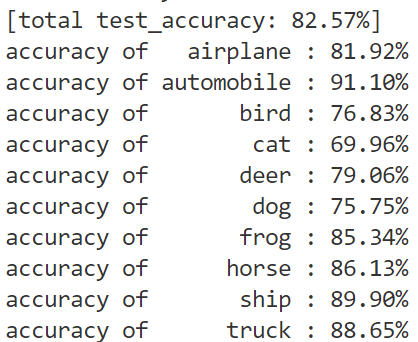 [total test_accuracy: 82.57%]
accuracy of   airplane : 81.92%
accuracy of automobile : 91.10%
accuracy of       bird : 76.83%
accuracy of        cat : 69.96%
accuracy of       deer : 79.06%
accuracy of        dog : 75.75%
accuracy of       frog : 85.34%
accuracy of      horse : 86.13%
accuracy of       ship : 89.90%
accuracy of      truck : 88.65%